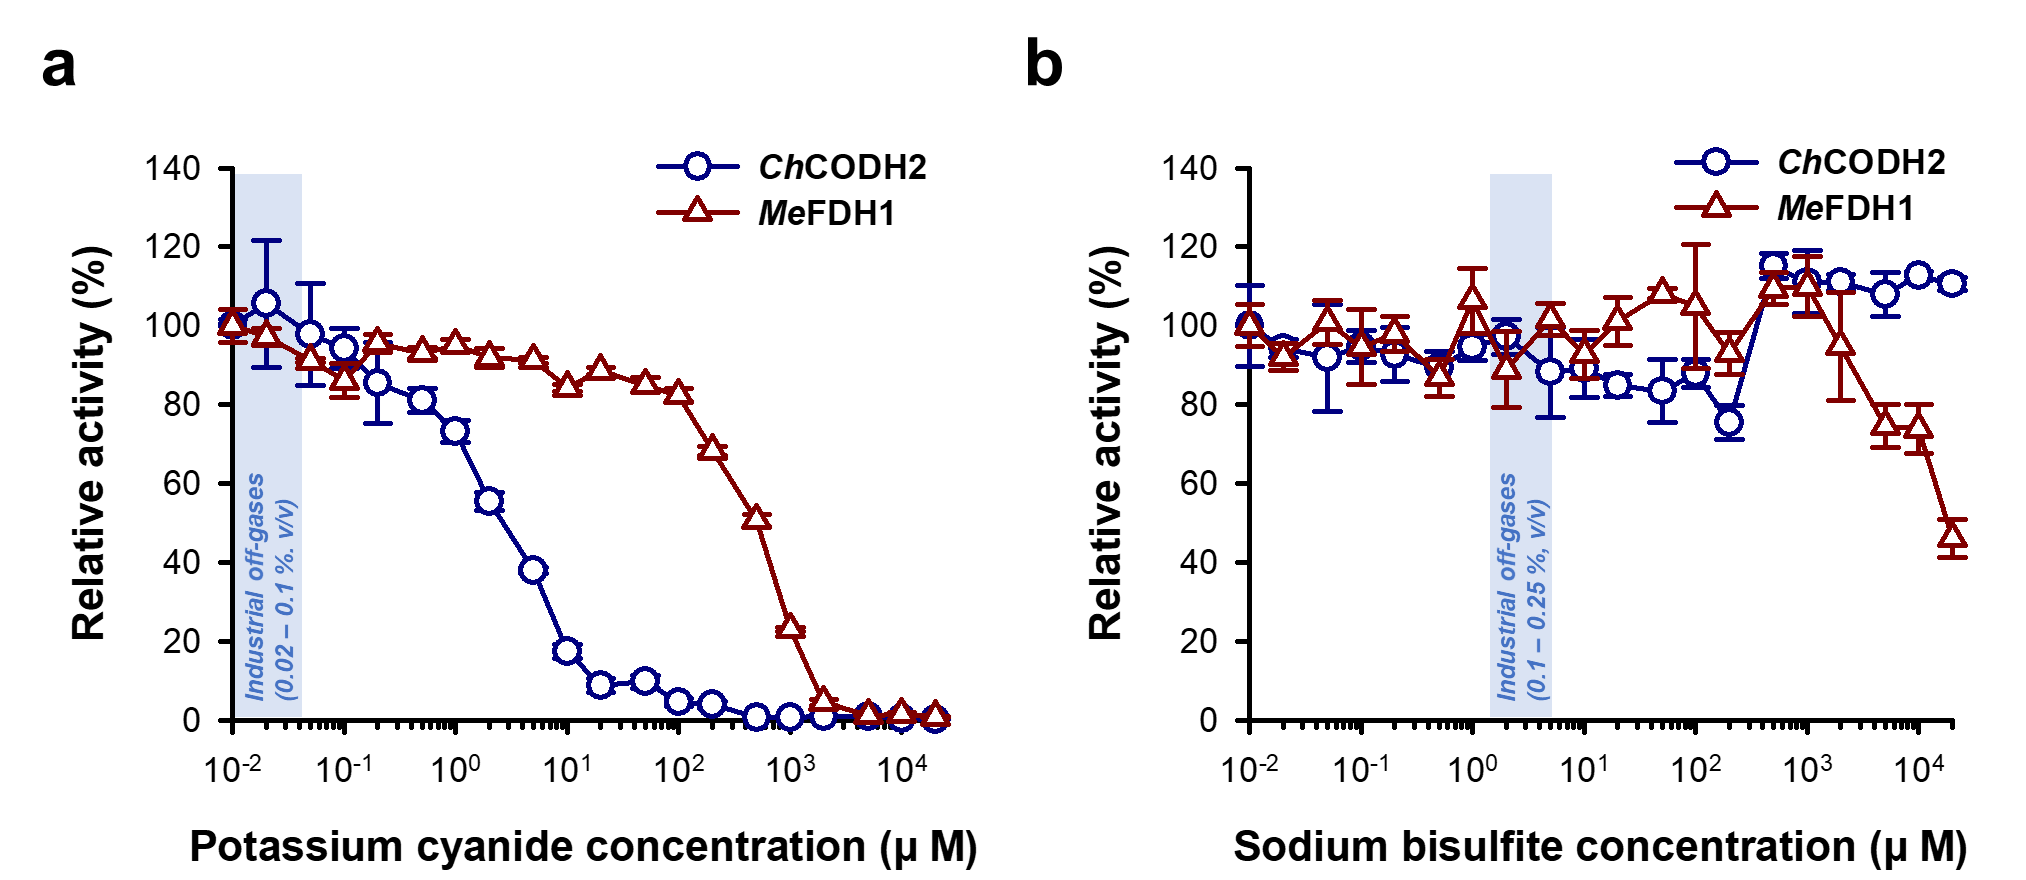 a
ChCODH2
MeFDH1
140
120
100
80
60
40
20
0
Relative activity (%)
Industrial off-gases
(0.02 – 0.1 %. v/v)
10-2
10-1
100
101
102
103
104
Potassium cyanide concentration (µ M)
b
ChCODH2
MeFDH1
140
120
100
80
60
40
20
0
Relative activity (%)
Industrial off-gases
(0.1 – 0.25 %, v/v)
10-2
10-1
100
101
102
103
104
Sodium bisulfite concentration (µ M)